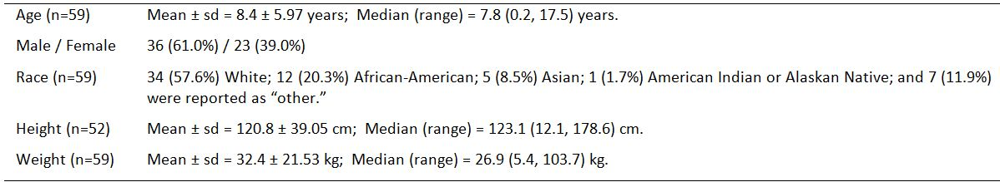 Age (n=59) Mean ± sd = 8.4 ± 5.97 years; Median (range) = 7.8 (0.2, 17.5) years.
Male / Female 36 (61.0%) / 23 (39.0%)
Race (n=59) 34 (57.6%) White; 12 (20.3%) African-American; 5 (8.5%) Asian; 1 (1.7%) American Indian or Alaskan Native; and 7 (11.9%)
were reported as “other.”
Height (n=52) Mean ± sd = 120.8 ± 39.05 cm; Median (range) = 123.1 (12.1, 178.6) cm.
Weight (n=59) Mean ± sd = 32.4 ± 21.53 kg; Median (range) = 26.9 (5.4, 103.7) kg.